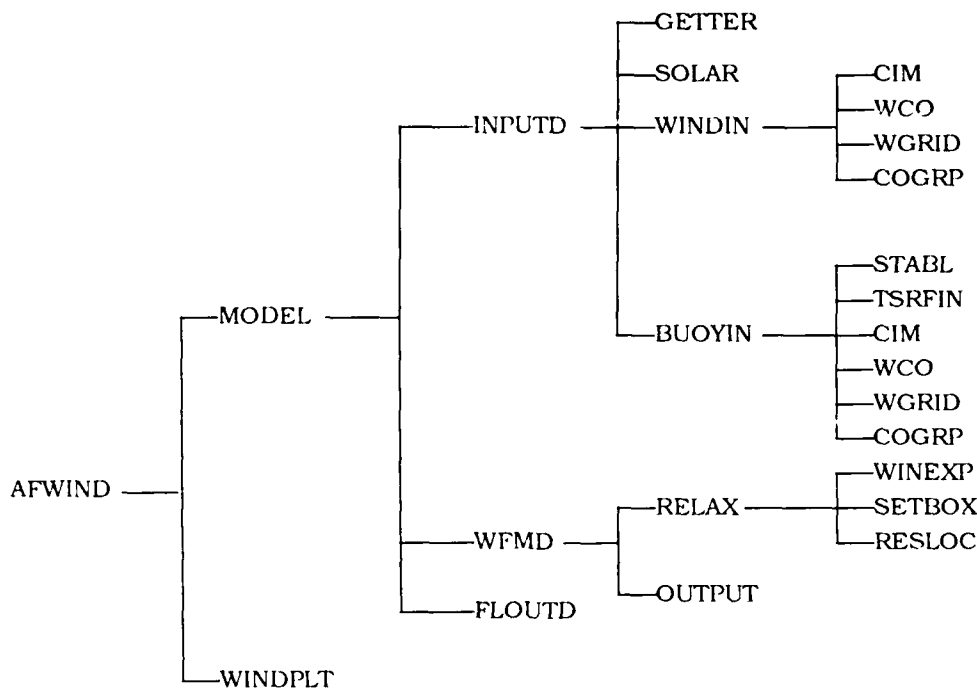 GETTER
SOLAR
CIM
WCO
INPUTD
WINDIN
WGRID
COGRP
STABL
TSRFIN
MODEL
BUOYIN
CIM
WCO
WGRID
COGRP
AFWIND
WINEXP
RELAX
SETBOX
WFMD
RESLOC
OUTPUT
FLOUTD
WINDPLT